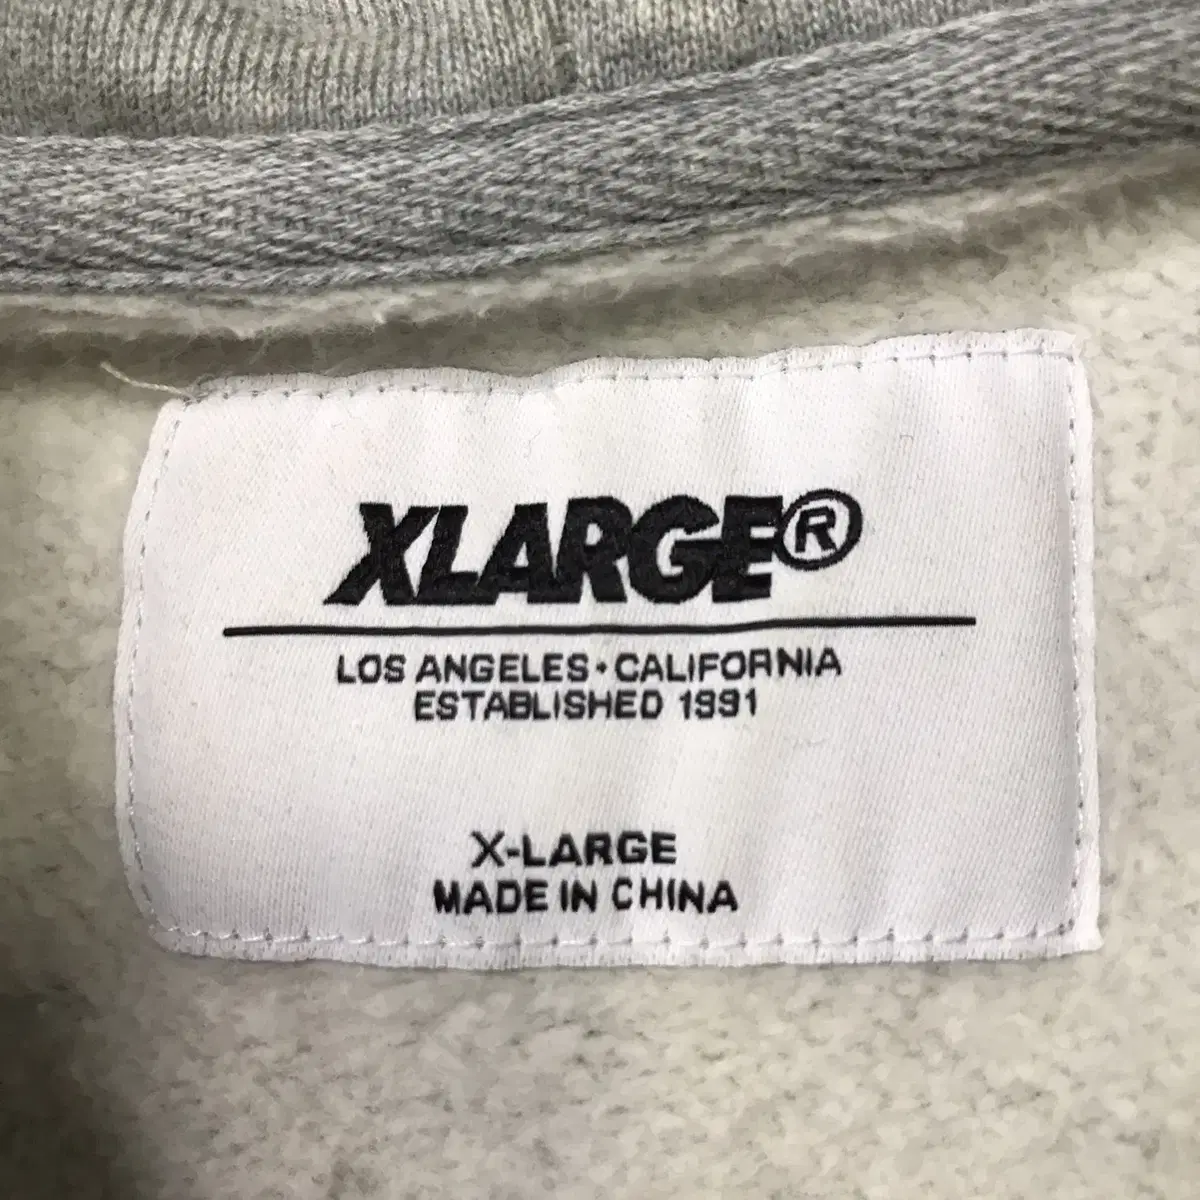 XLARGE®
LOS ANGELES • CALIFORNIA
ESTABLISHED 1991
X-LARGE
MADE IN CHINA